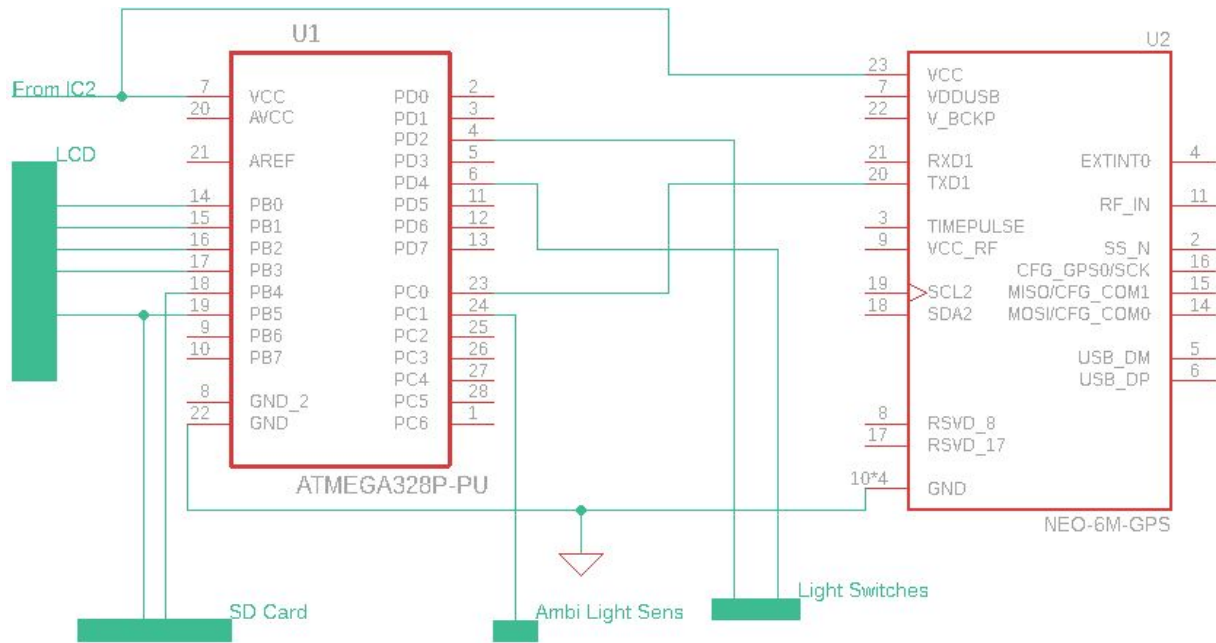 U1
U2
From IC2
LCD
7 VCC
20 AVCC
21 AREF
14 PB0
15 PB1
16 PB2
17 PB3
18 PB4
19 PB5
9 PB6
10 PB7
8 GND_2
22 GND
PD0 2
PD1 3
PD2 4
PD3 5
PD4 6
PD5 11
PD6 12
PD7 13
PC0 23
PC1 24
PC2 25
PC3 26
PC4 27
PC5 28
PC6 1
ATMEGA328P-PU
23 VCC
7 VDDUSB
22 V_BCKP
21 RXD1
20 TXD1
3 TIMEPULSE
9 VCC_RF
19 SCL2
18 SDA2
8 RSVD_8
17 RSVD_17
10*4 GND
EXTINT0 4
RF_IN 11
SS_N 2
CFG_GPS0/SCK 16
MISO/CFG_COM1 15
MOSI/CFG_COM0 14
USB_DM 5
USB_DP 6
NEO-6M-GPS
SD Card
Ambi Light Sens
Light Switches